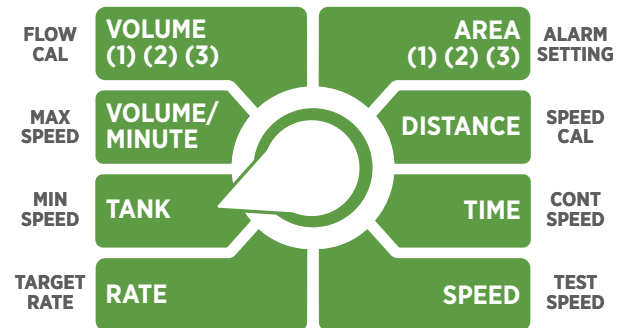 FLOW
CAL
VOLUME
(1) (2) (3)
AREA
(1) (2) (3)
ALARM
SETTING
MAX
SPEED
VOLUME/
MINUTE
DISTANCE
SPEED
CAL
MIN
SPEED
TANK
TIME
CONT
SPEED
TARGET
RATE
RATE
SPEED
TEST
SPEED